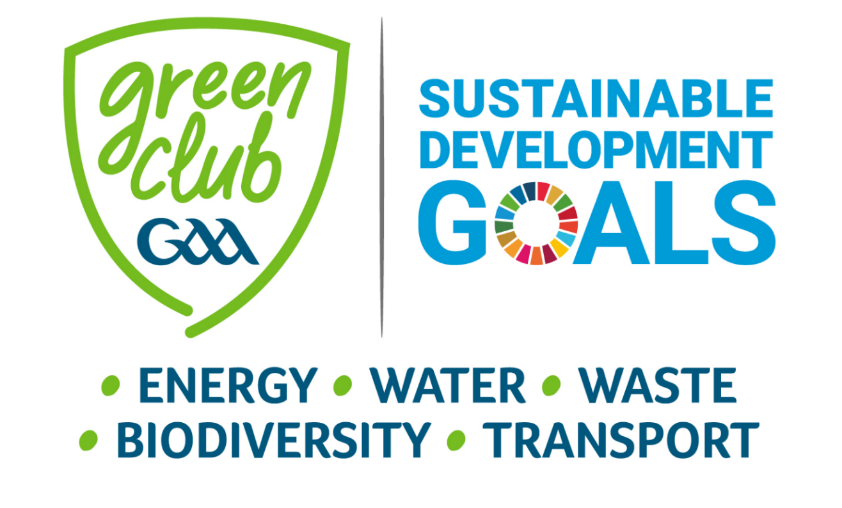 green
club
GAA
SUSTAINABLE
DEVELOPMENT
GOALS
• ENERGY • WATER • WASTE
• BIODIVERSITY • TRANSPORT